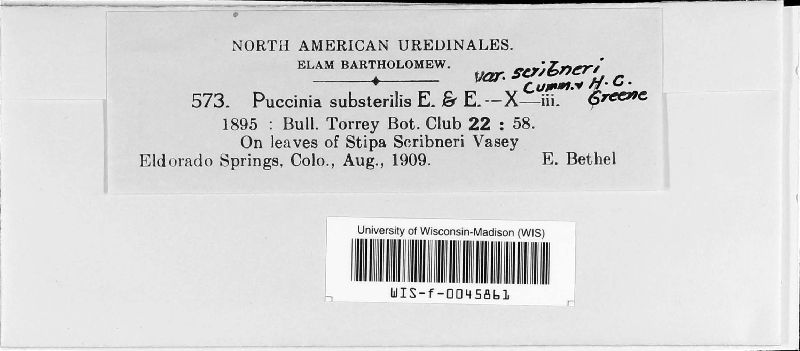 NORTH AMERICAN UREDINALES.
ELAM BARTHOLOMEW.
var. scribneri
Cumm. & H. C.
Greene
573. Puccinia substerilis E. & E.--X—iii.
1895 : Bull. Torrey Bot. Club 22 : 58.
On leaves of Stipa Scribneri Vasey
Eldorado Springs, Colo., Aug., 1909. E. Bethel
University of Wisconsin-Madison (WIS)
WIS-f-0045861